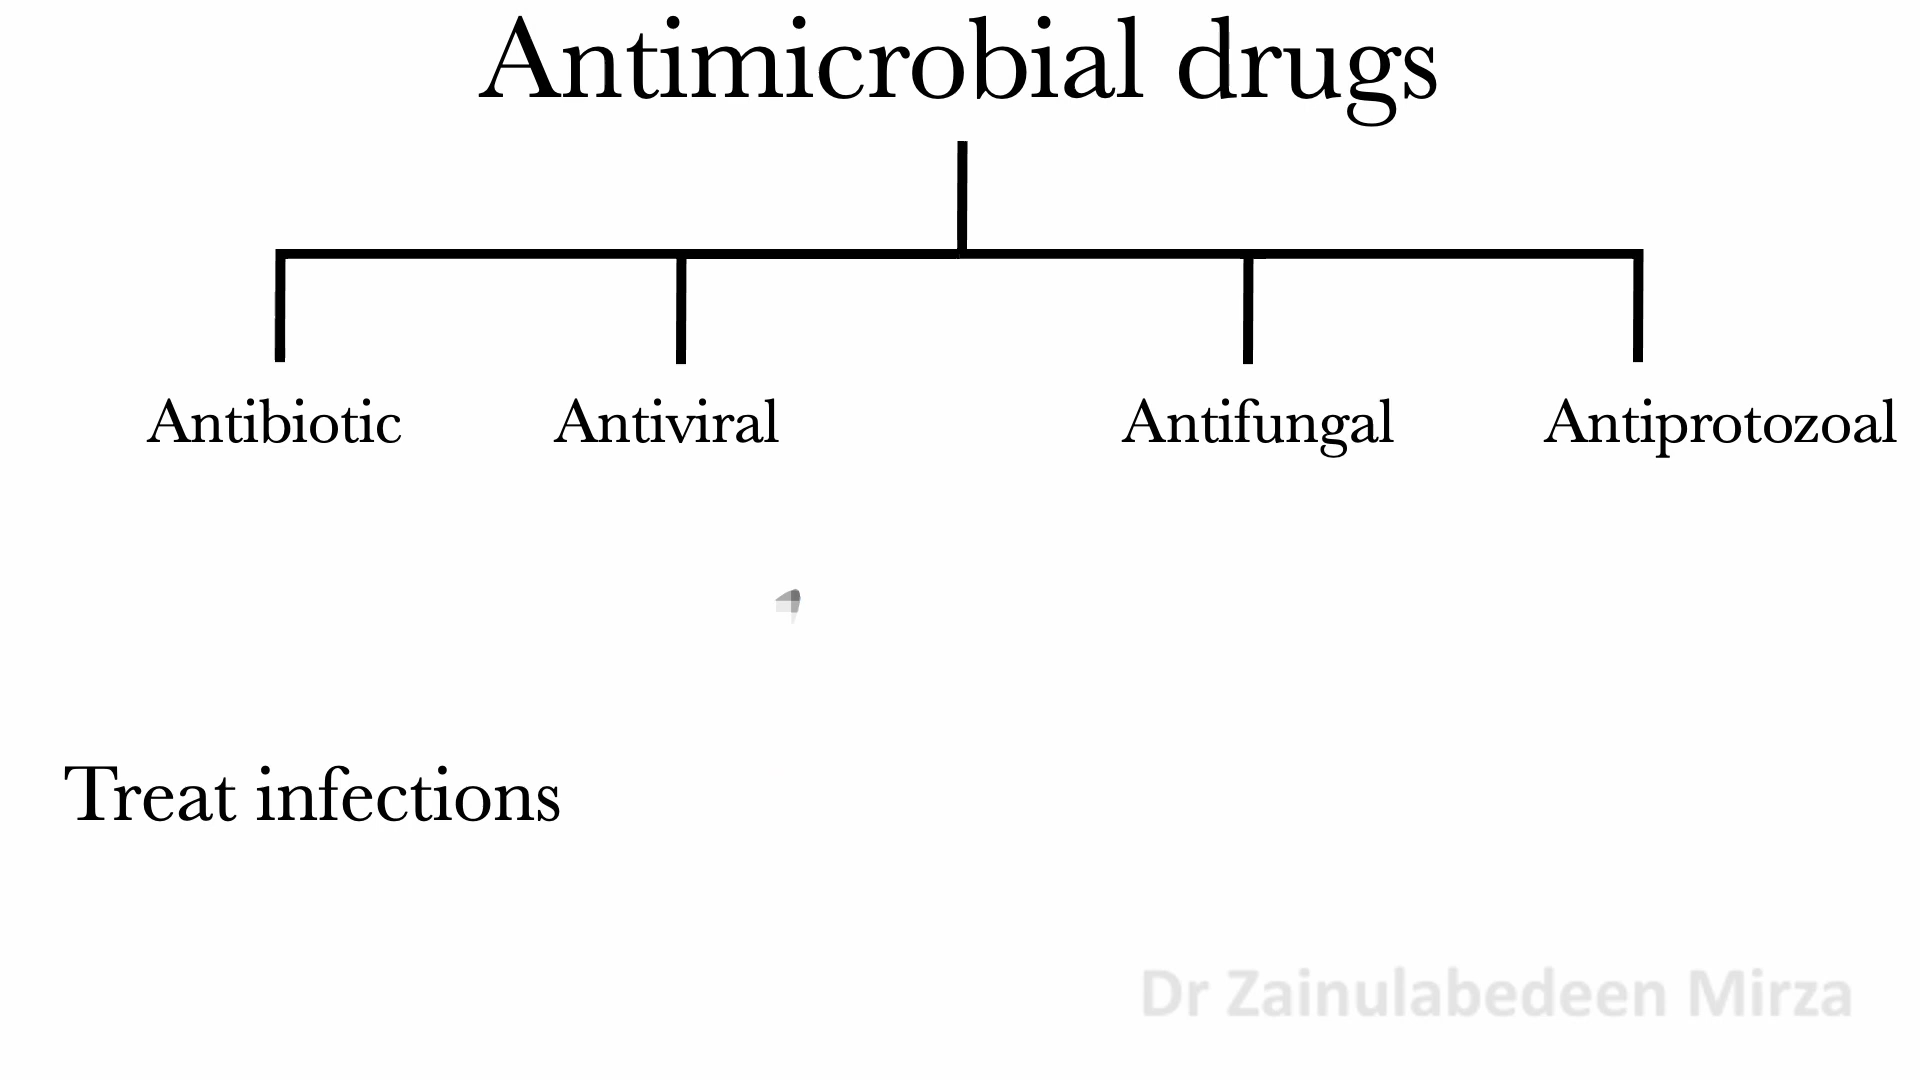 Antimicrobial drugs
Antibiotic
Antiviral
Antifungal
Antiprotozoal
Treat infections
Dr Zainulabedeen Mirza